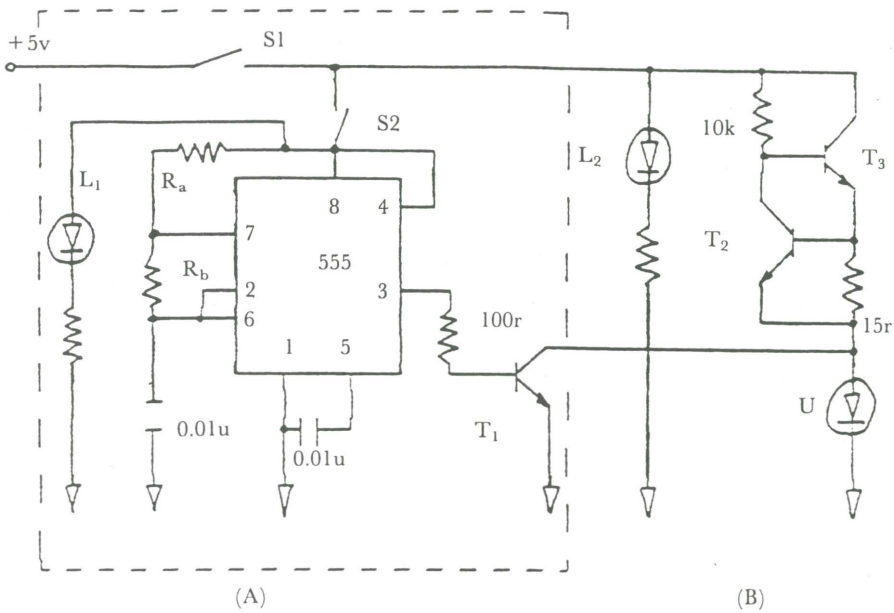 S1
+5v
S2
10k
L₂
T₃
L₁
Rₐ
8
4
7
T₂
R_b
555
2
3
6
100r
15r
1
5
U
0.01u
T₁
0.01u
(A)
(B)